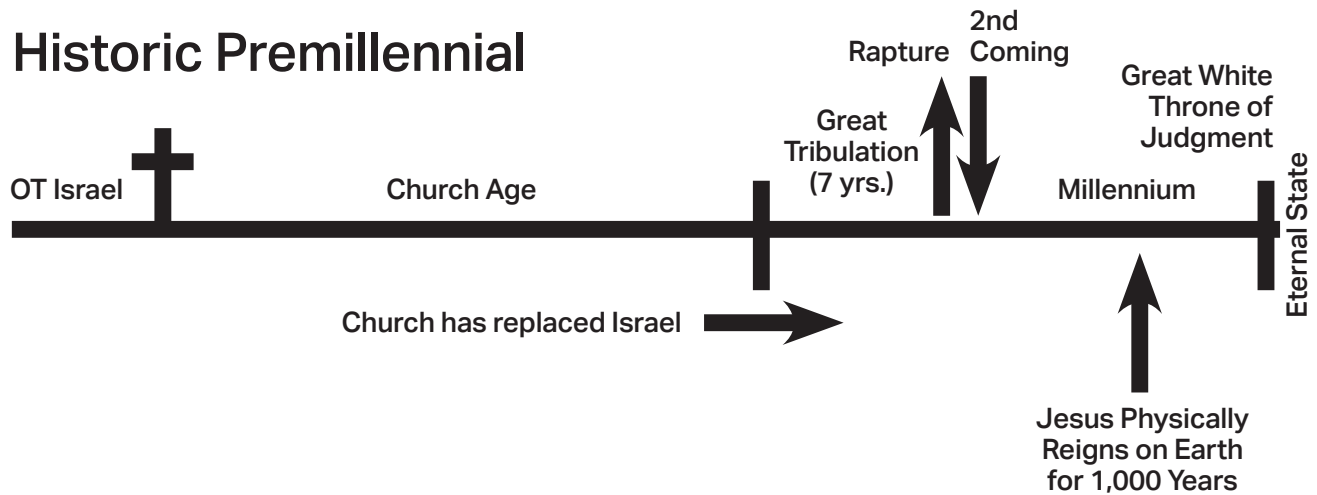 Historic Premillennial
OT Israel
Church Age
Great
Tribulation
(7 yrs.)
Rapture
2nd
Coming
Millennium
Great White
Throne of
Judgment
Eternal State
Church has replaced Israel
Jesus Physically
Reigns on Earth
for 1,000 Years